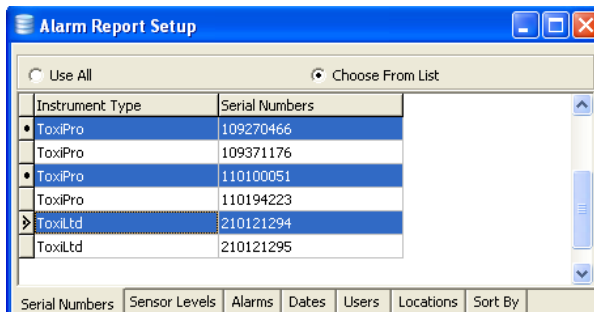 Alarm Report Setup
Use All Choose From List
Instrument Type Serial Numbers
ToxiPro 109270466
ToxiPro 109371176
ToxiPro 110100051
ToxiPro 110194223
ToxiLtd 210121294
ToxiLtd 210121295
Serial Numbers Sensor Levels Alarms Dates Users Locations Sort By